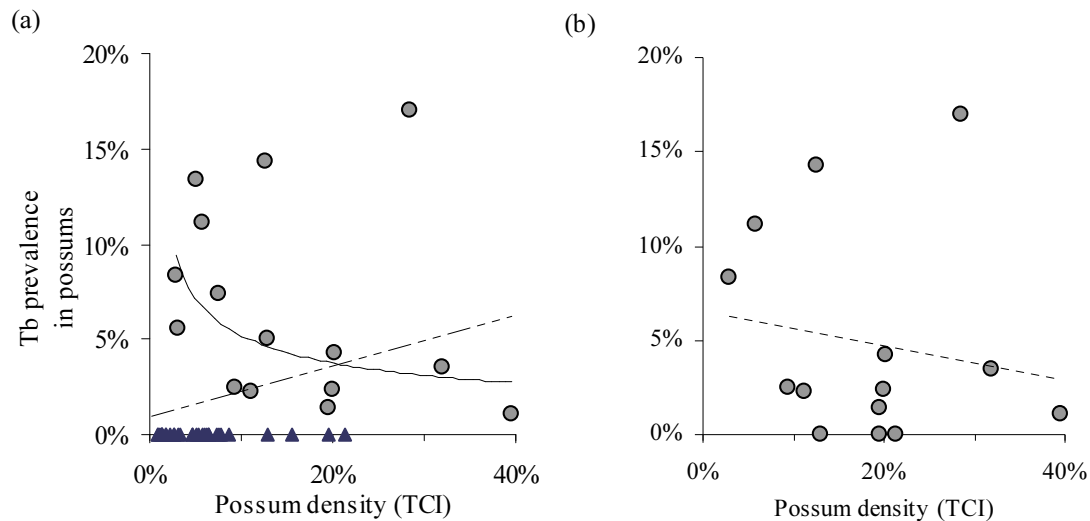 (a)
20%
15%
10%
5%
0%
Tb prevalence
in possums
0%
20%
40%
Possum density (TCI)
(b)
20%
15%
10%
5%
0%
0%
20%
40%
Possum density (TCI)